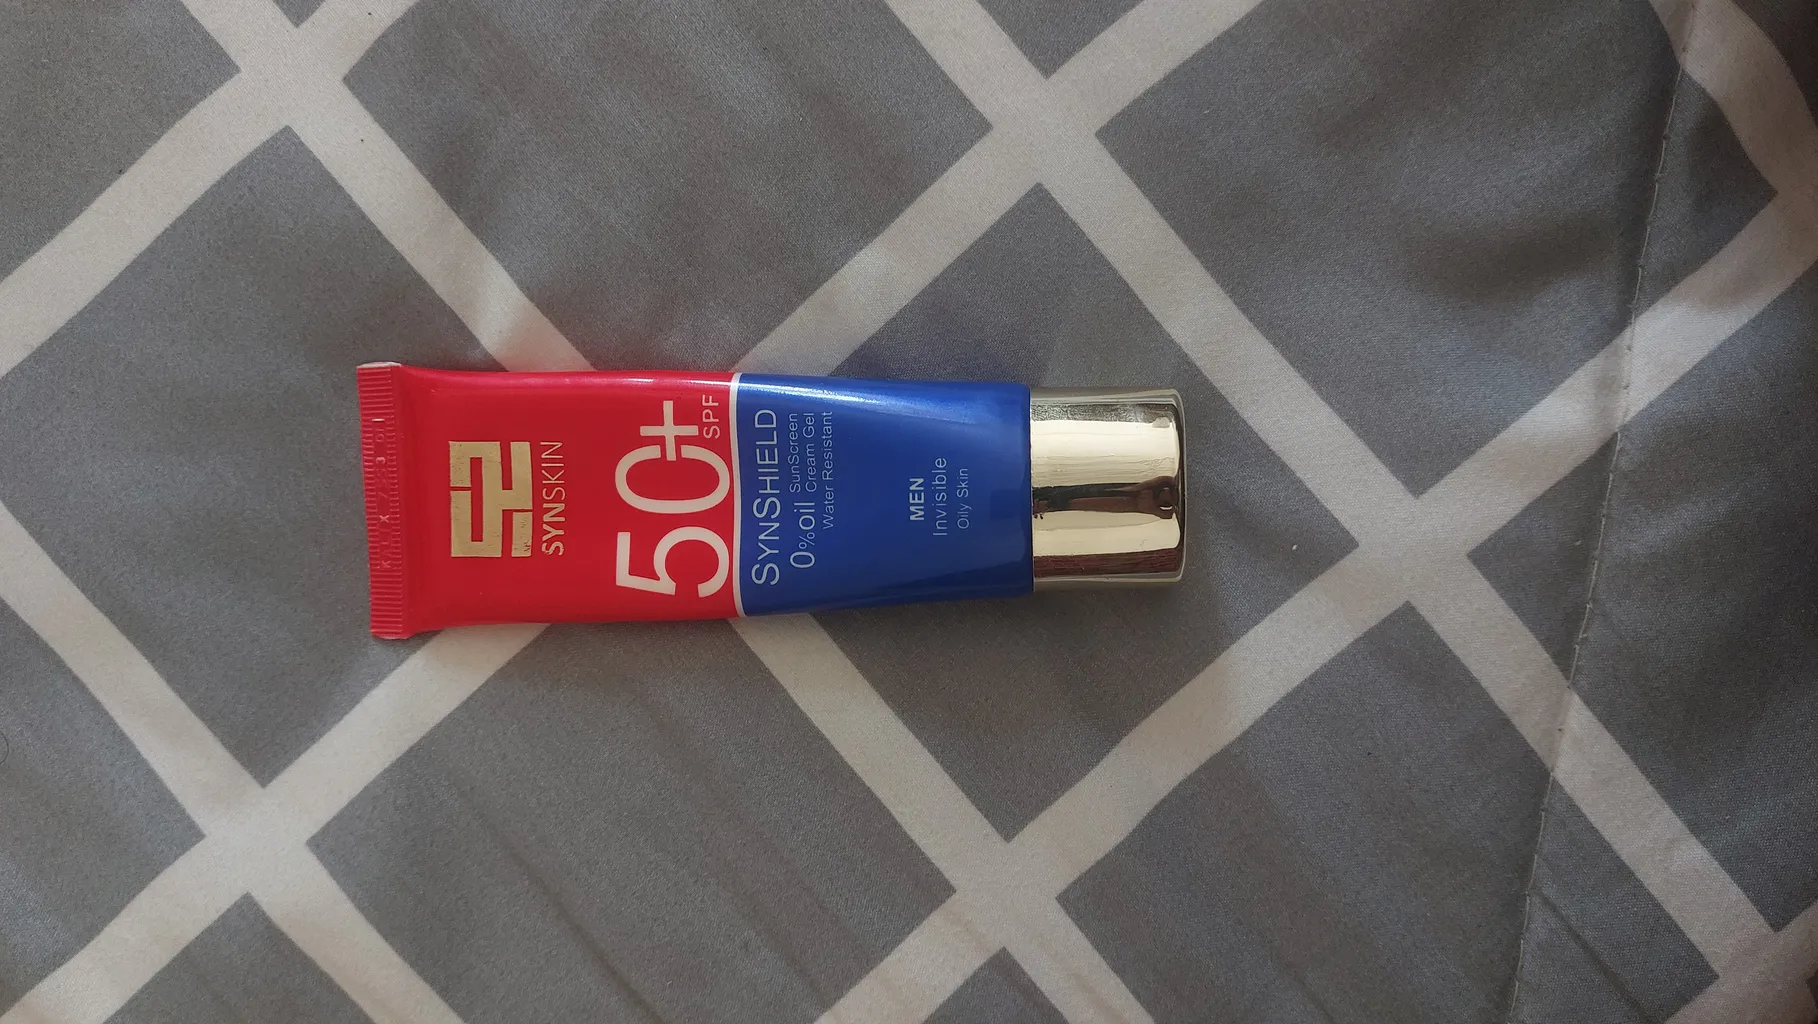 SYNSKIN
50+
SPF
SYNSHIELD
0%oil SunScreen
Cream Gel
Water Resistant
MEN
Invisible
Oily Skin